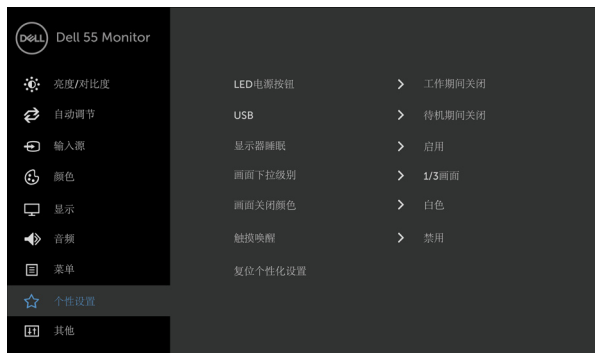 DELL Dell 55 Monitor
亮度/对比度
LED电源按钮 工作期间关闭
自动调节
USB 待机期间关闭
输入源
显示器睡眠 启用
颜色
画面下拉级别 1/3画面
显示
画面关闭颜色 白色
音频
触摸唤醒 禁用
菜单
复位个性化设置
个性设置
其他